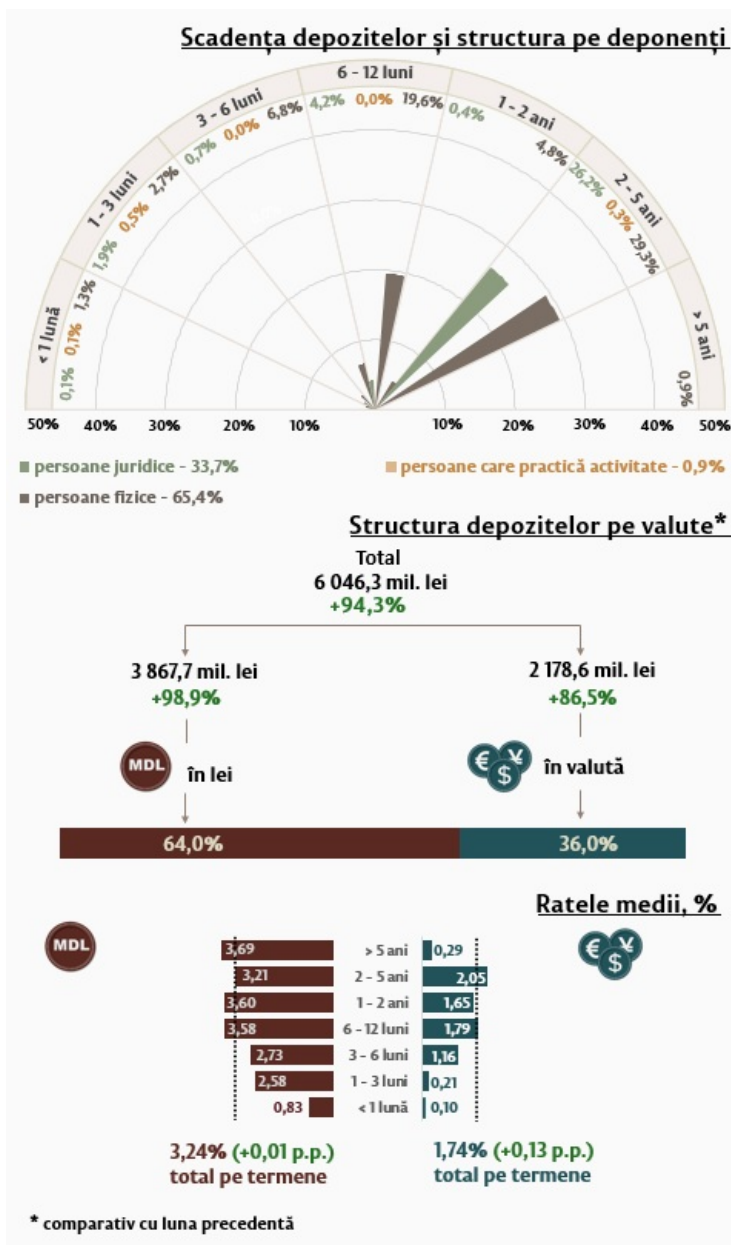 Scadența depozitelor și structura pe deponenți
< 1 lună
0,1% 0,1% 1,3%
1 - 3 luni
1,9% 0,5% 2,7%
3 - 6 luni
0,7% 0,0% 6,8%
6 - 12 luni
4,2% 0,0% 19,6%
1 - 2 ani
0,4% 4,8%
2 - 5 ani
26,2% 0,3% 29,3%
> 5 ani
0,9%
50% 40% 30% 20% 10% 10% 20% 30% 40% 50%
persoane juridice - 33,7%
persoane care practică activitate - 0,9%
persoane fizice - 65,4%
Structura depozitelor pe valute*
Total
6 046,3 mil. lei
+94,3%
3 867,7 mil. lei
+98,9%
2 178,6 mil. lei
+86,5%
MDL
în lei
€ ¥ $
în valută
64,0% 36,0%
Ratele medii, %
MDL
€ ¥ $
3,69 > 5 ani 0,29
3,21 2 - 5 ani 2,05
3,60 1 - 2 ani 1,65
3,58 6 - 12 luni 1,79
2,73 3 - 6 luni 1,16
2,58 1 - 3 luni 0,21
0,83 < 1 lună 0,10
3,24% (+0,01 p.p.)
total pe termene
1,74% (+0,13 p.p.)
total pe termene
* comparativ cu luna precedentă